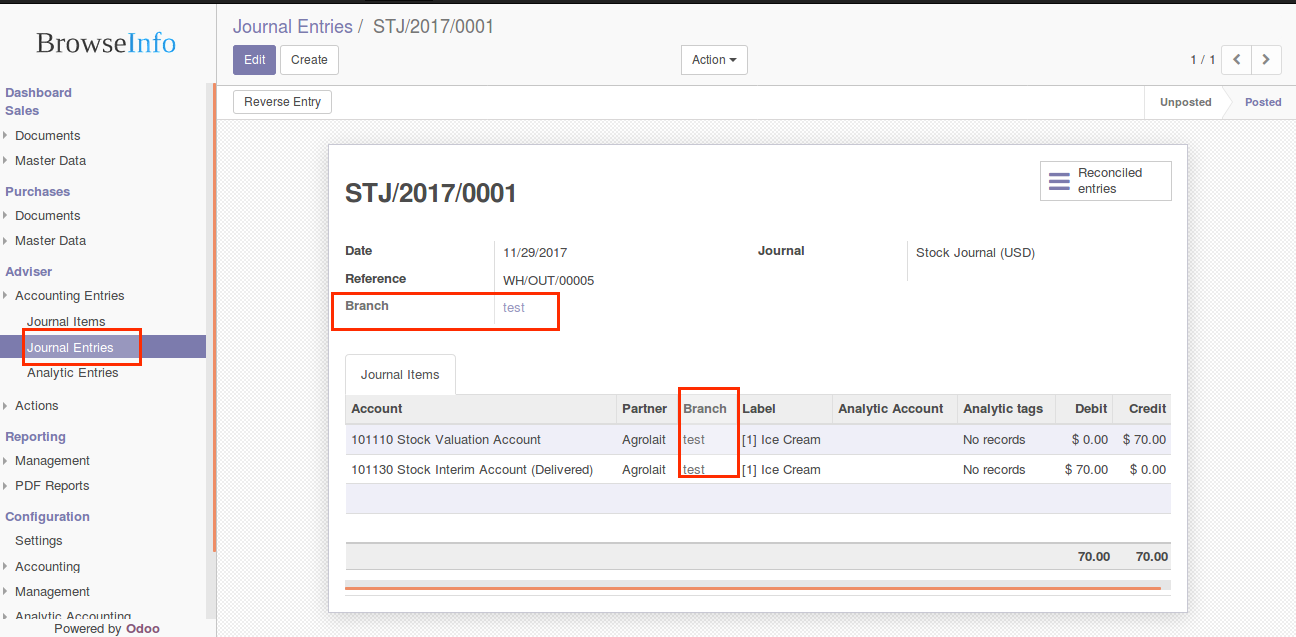 BrowseInfo
Dashboard
Sales
Documents
Master Data
Purchases
Documents
Master Data
Adviser
Accounting Entries
Journal Items
Journal Entries
Analytic Entries
Actions
Reporting
Management
PDF Reports
Configuration
Settings
Accounting
Management
Analytic Accounting
Powered by Odoo
Journal Entries / STJ/2017/0001
Edit Create Action 1 / 1
Reverse Entry Unposted Posted
Reconciled
entries
STJ/2017/0001
Date 11/29/2017 Journal Stock Journal (USD)
Reference WH/OUT/00005
Branch test
Journal Items
Account Partner Branch Label Analytic Account Analytic tags Debit Credit
101110 Stock Valuation Account Agrolait test [1] Ice Cream No records $ 0.00 $ 70.00
101130 Stock Interim Account (Delivered) Agrolait test [1] Ice Cream No records $ 70.00 $ 0.00
70.00 70.00